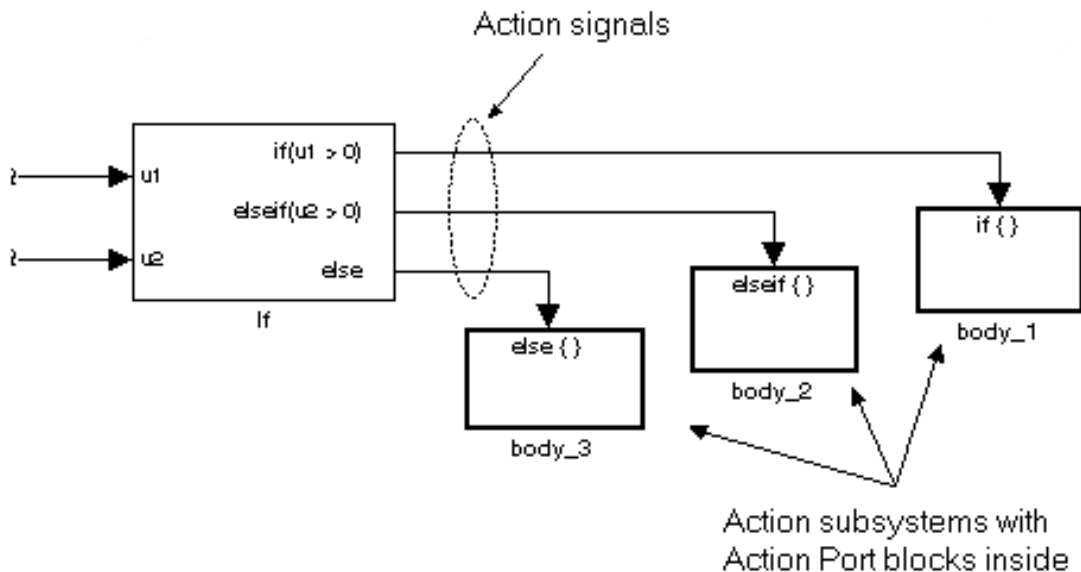 Action signals
if(u1 > 0)
u1
elseif(u2 > 0)
if { }
u2
else
elseif { }
If
else { }
body_1
body_2
body_3
Action subsystems with
Action Port blocks inside